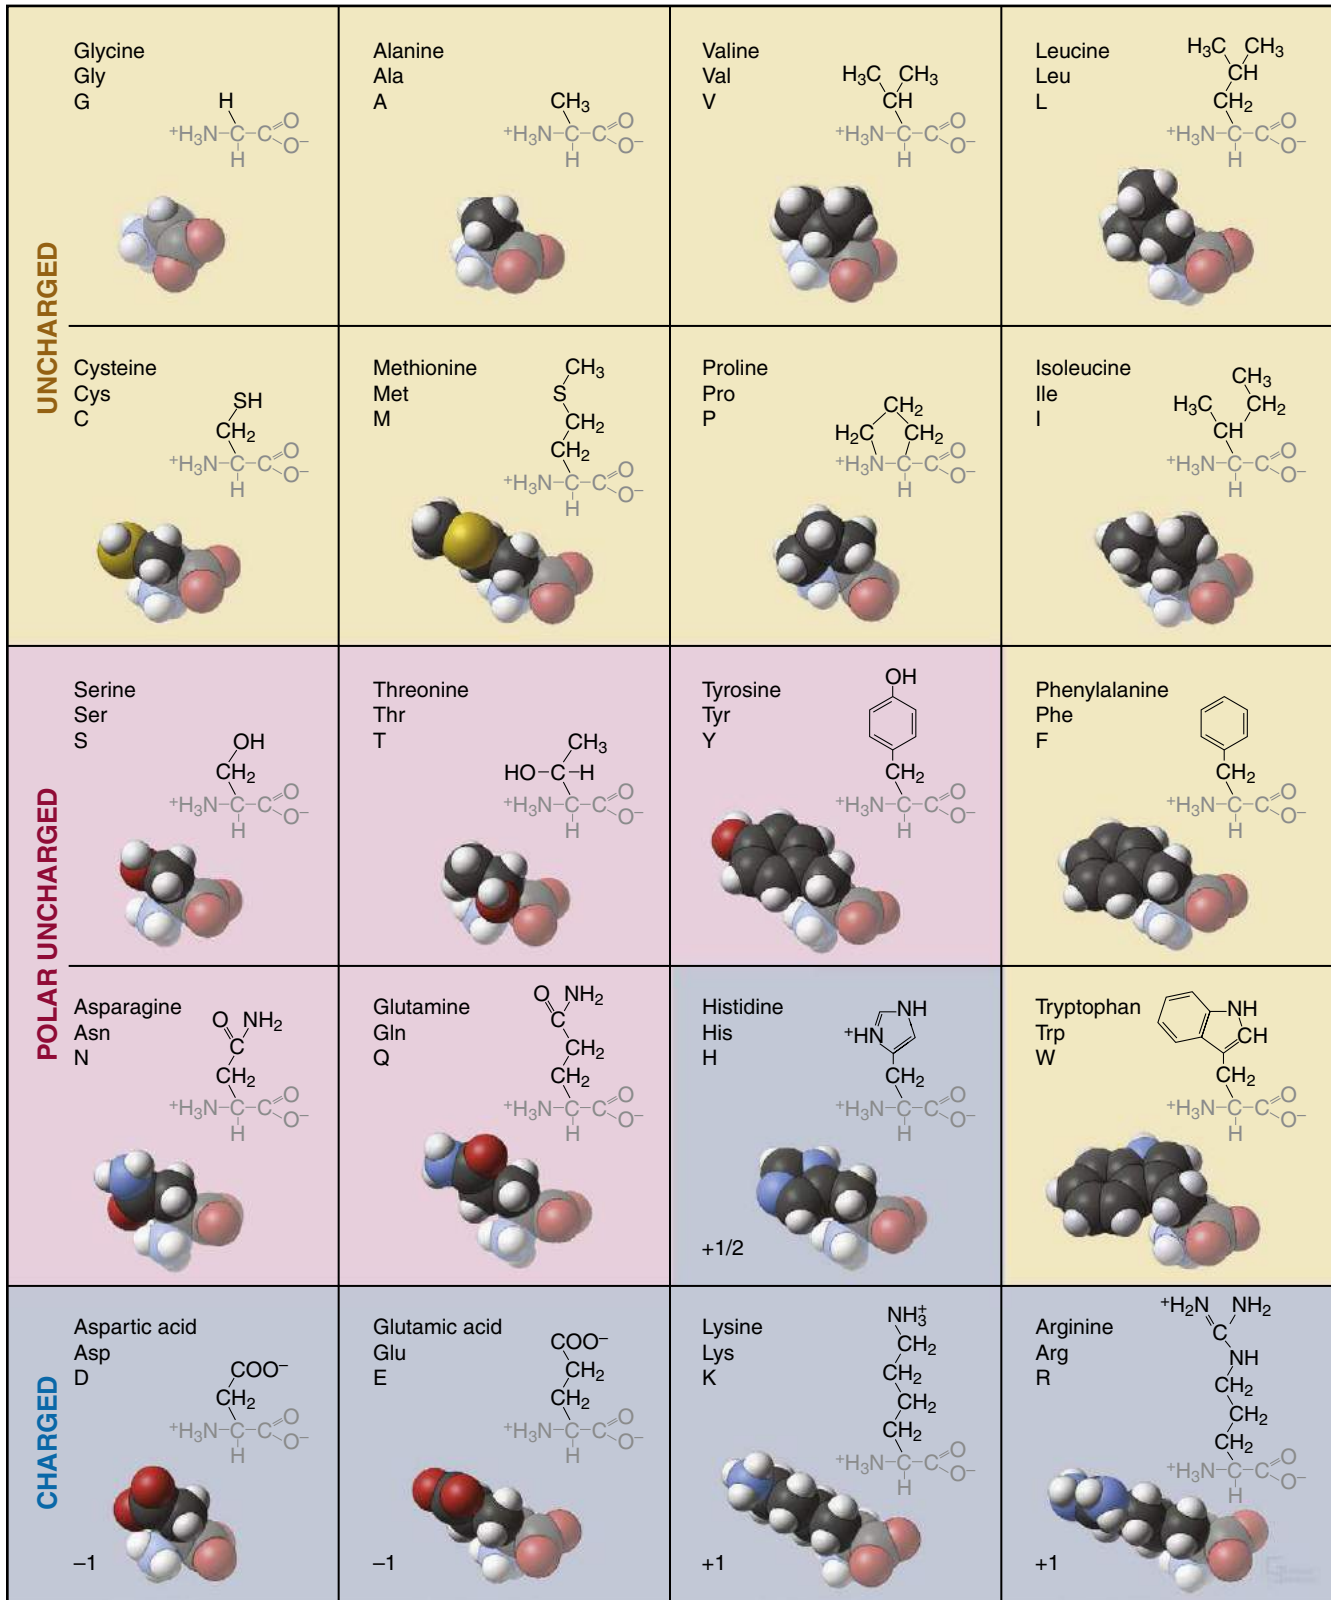 UNCHARGED
Glycine
Gly
G
H
⁺H₃N–C–C=O
O⁻
H
Alanine
Ala
A
CH₃
⁺H₃N–C–C=O
O⁻
H
Valine
Val
V
H₃C CH₃
CH
⁺H₃N–C–C=O
O⁻
H
Leucine
Leu
L
H₃C CH₃
CH
CH₂
⁺H₃N–C–C=O
O⁻
H
Cysteine
Cys
C
SH
CH₂
⁺H₃N–C–C=O
O⁻
H
Methionine
Met
M
CH₃
S
CH₂
CH₂
⁺H₃N–C–C=O
O⁻
H
Proline
Pro
P
CH₂
H₂C CH₂
⁺H₃N–C–C=O
O⁻
H
Isoleucine
Ile
I
CH₃
H₃C CH₂
CH
⁺H₃N–C–C=O
O⁻
H
POLAR UNCHARGED
Serine
Ser
S
OH
CH₂
⁺H₃N–C–C=O
O⁻
H
Threonine
Thr
T
CH₃
HO–C–H
⁺H₃N–C–C=O
O⁻
H
Tyrosine
Tyr
Y
OH
CH₂
⁺H₃N–C–C=O
O⁻
H
Phenylalanine
Phe
F
CH₂
⁺H₃N–C–C=O
O⁻
H
Asparagine
Asn
N
O NH₂
C
CH₂
⁺H₃N–C–C=O
O⁻
H
Glutamine
Gln
Q
O NH₂
C
CH₂
CH₂
⁺H₃N–C–C=O
O⁻
H
Histidine
His
H
NH
⁺HN
CH₂
⁺H₃N–C–C=O
O⁻
H
+1/2
Tryptophan
Trp
W
NH
CH
CH₂
⁺H₃N–C–C=O
O⁻
H
CHARGED
Aspartic acid
Asp
D
COO⁻
CH₂
⁺H₃N–C–C=O
O⁻
H
–1
Glutamic acid
Glu
E
COO⁻
CH₂
CH₂
⁺H₃N–C–C=O
O⁻
H
–1
Lysine
Lys
K
NH₃⁺
CH₂
CH₂
CH₂
CH₂
⁺H₃N–C–C=O
O⁻
H
+1
Arginine
Arg
R
⁺H₂N NH₂
C
NH
CH₂
CH₂
CH₂
⁺H₃N–C–C=O
O⁻
H
+1